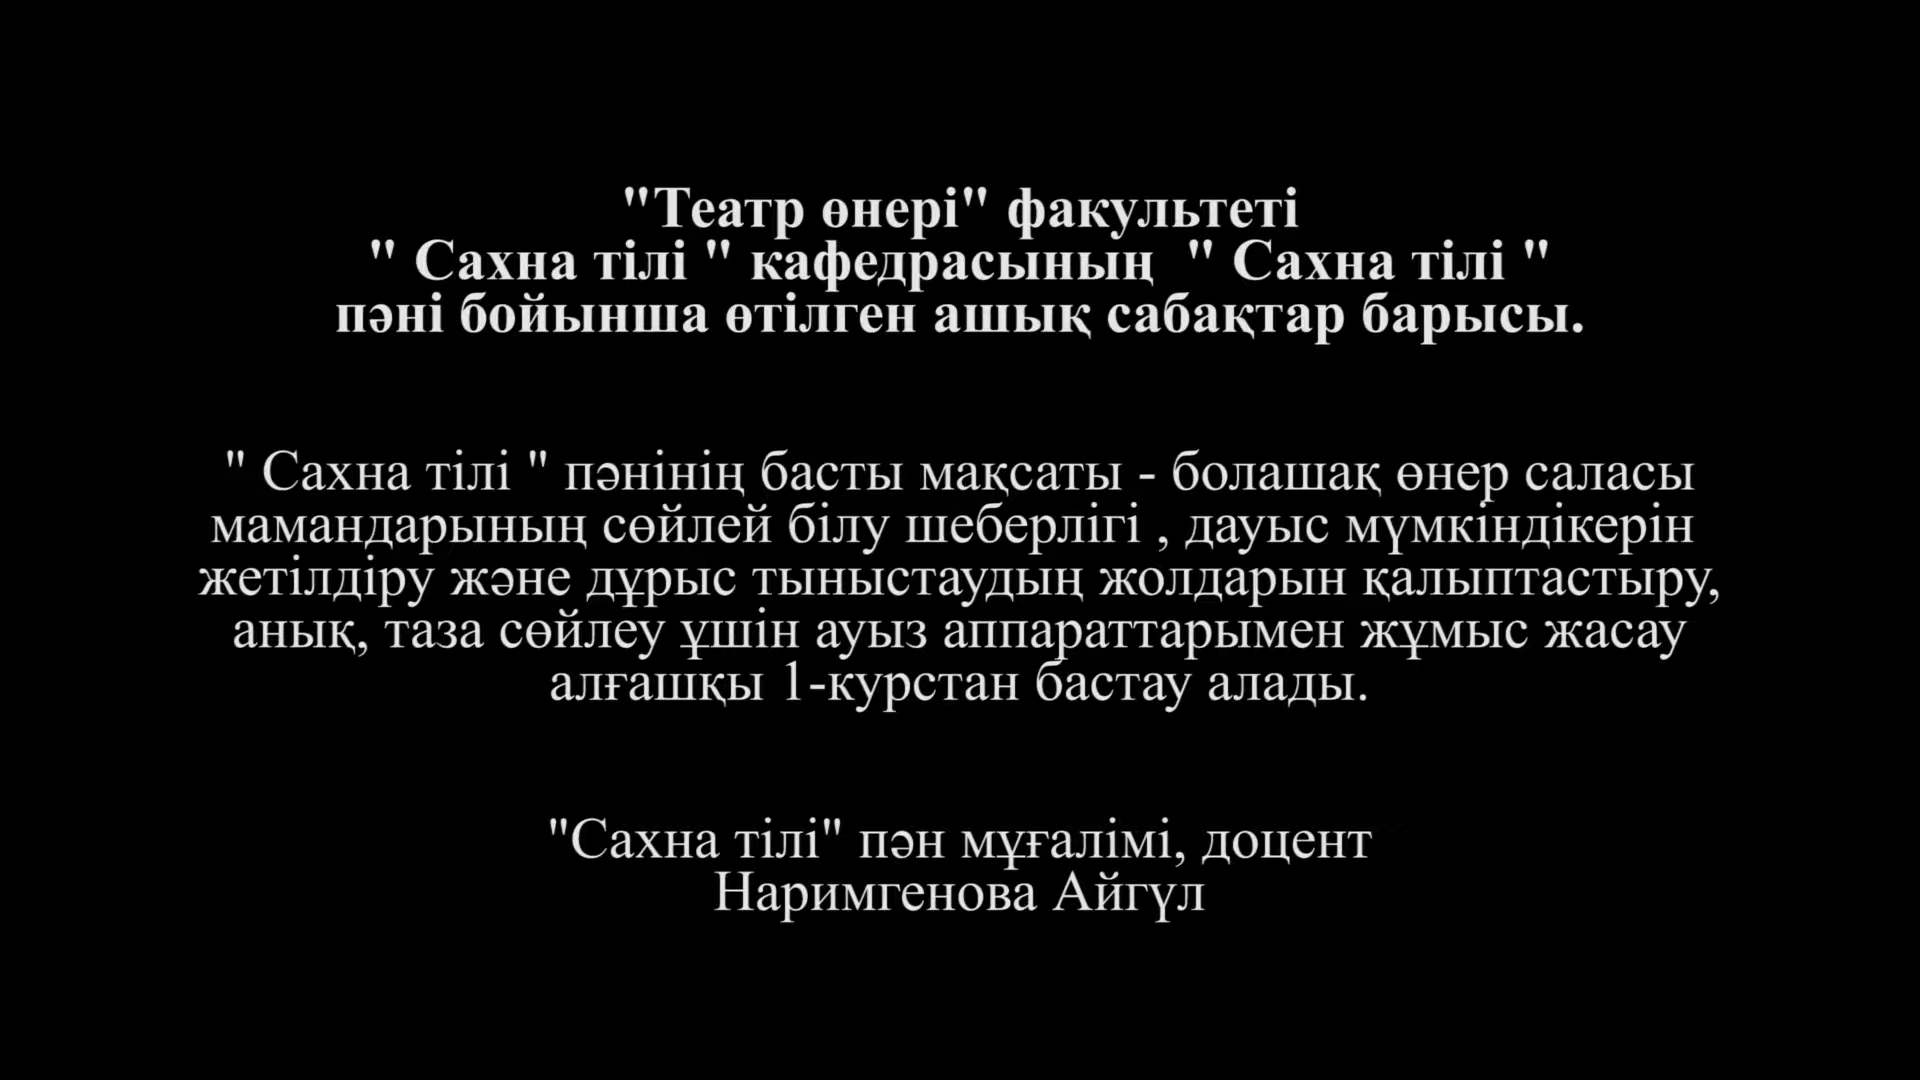 "Театр өнері" факультеті
" Сахна тілі " кафедрасының  " Сахна тілі "
пәні бойынша өтілген ашық сабақтар барысы.
" Сахна тілі " пәнінің басты мақсаты - болашақ өнер саласы
мамандарының сөйлей білу шеберлігі , дауыс мүмкіндікерін
жетілдіру және дұрыс тыныстаудың жолдарын қалыптастыру,
анық, таза сөйлеу ұшін ауыз аппараттарымен жұмыс жасау
алғашқы 1-курстан бастау алады.
"Сахна тілі" пән мұғалімі, доцент
Наримгенова Айгүл